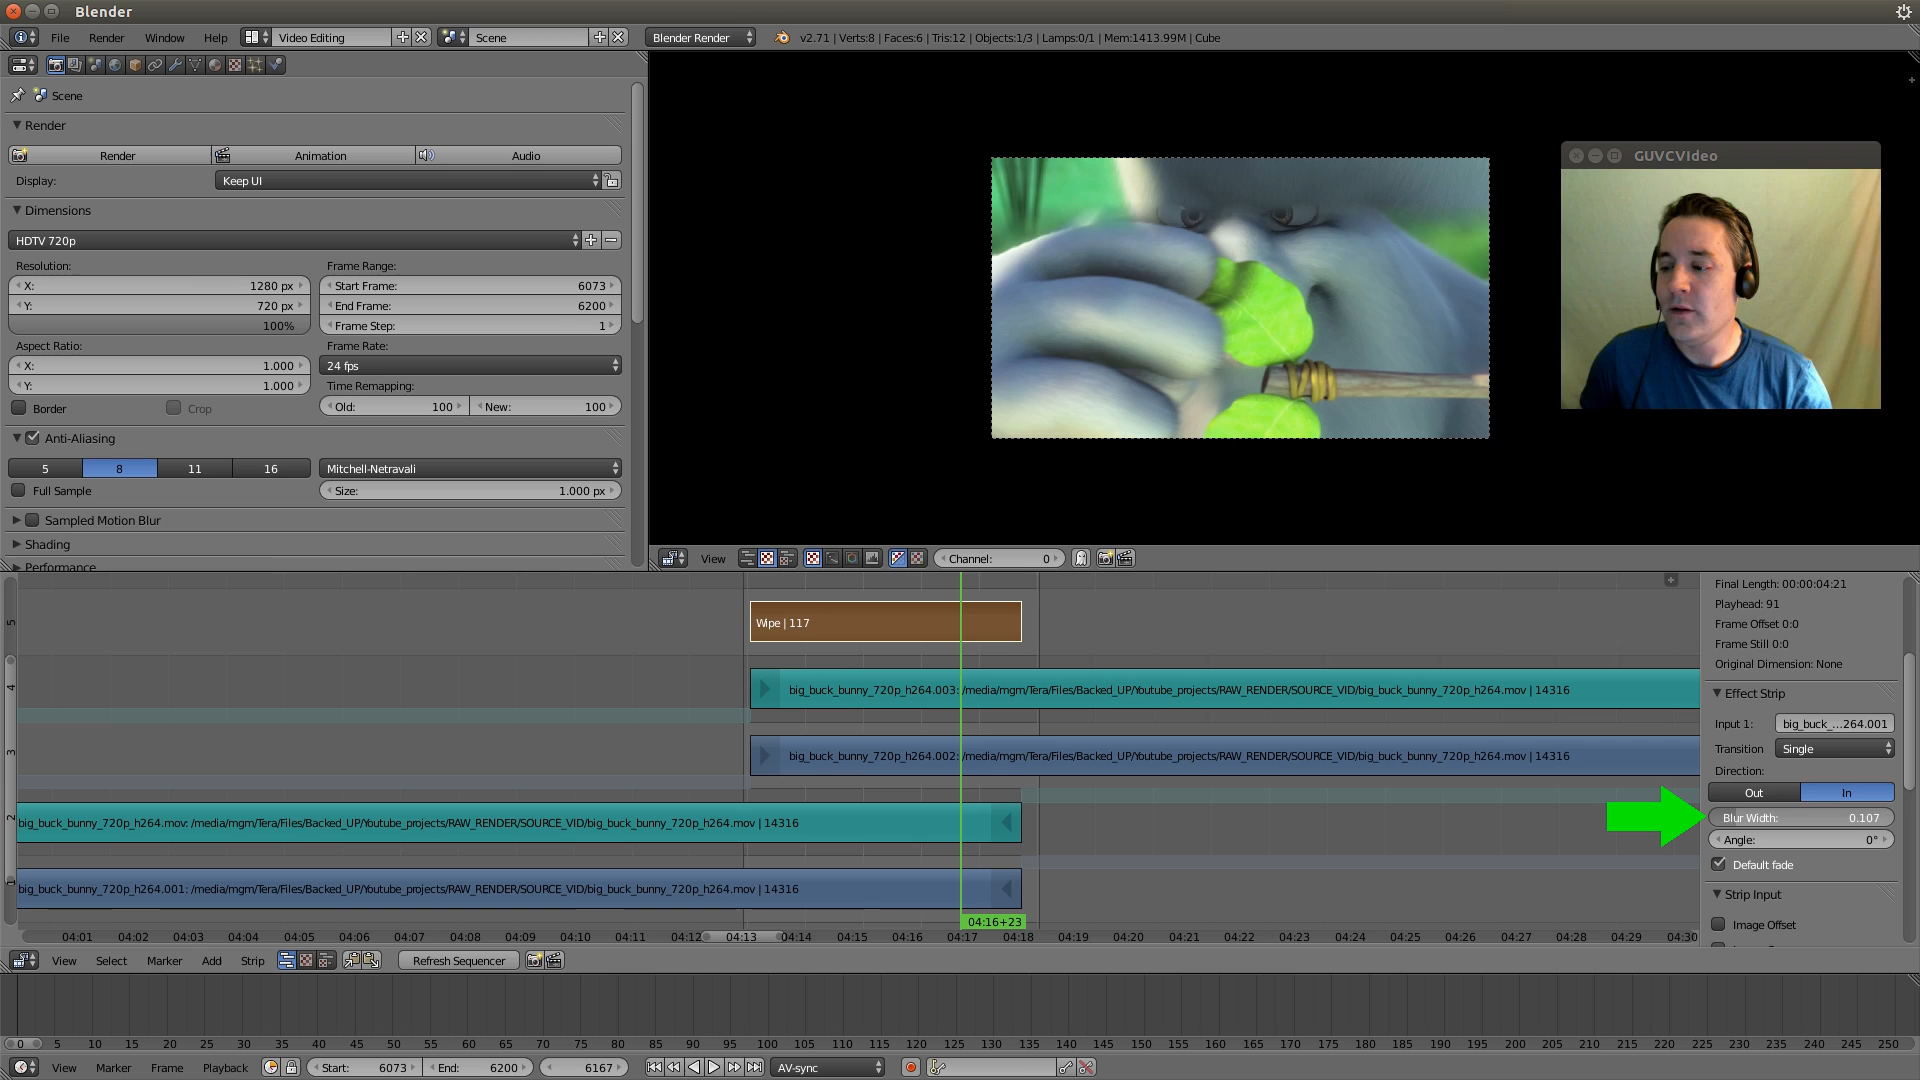 Blender
File Render Window Help Video Editing Scene Blender Render v2.71 | Verts:8 | Faces:6 | Tris:12 | Objects:1/3 | Lamps:0/1 | Mem:1413.99M | Cube
Scene
Render
Render Animation Audio
Display: Keep UI
Dimensions
HDTV 720p
Resolution: Frame Range:
X: 1280 px Start Frame: 6073
Y: 720 px End Frame: 6200
100% Frame Step: 1
Aspect Ratio: Frame Rate:
X: 1.000 24 fps
Y: 1.000 Time Remapping:
Border Crop Old: 100 New: 100
Anti-Aliasing
5 8 11 16 Mitchell-Netravali
Full Sample Size: 1.000 px
Sampled Motion Blur
Shading
Performance
GUVCVIdeo
View Channel: 0
5
4
3
2
1
Wipe | 117
big_buck_bunny_720p_h264.003: /media/mgm/Tera/Files/Backed_UP/Youtube_projects/RAW_RENDER/SOURCE_VID/big_buck_bunny_720p_h264.mov | 14316
big_buck_bunny_720p_h264.002: /media/mgm/Tera/Files/Backed_UP/Youtube_projects/RAW_RENDER/SOURCE_VID/big_buck_bunny_720p_h264.mov | 14316
big_buck_bunny_720p_h264.mov: /media/mgm/Tera/Files/Backed_UP/Youtube_projects/RAW_RENDER/SOURCE_VID/big_buck_bunny_720p_h264.mov | 14316
big_buck_bunny_720p_h264.001: /media/mgm/Tera/Files/Backed_UP/Youtube_projects/RAW_RENDER/SOURCE_VID/big_buck_bunny_720p_h264.mov | 14316
04:16+23
04:01 04:02 04:03 04:04 04:05 04:06 04:07 04:08 04:09 04:10 04:11 04:12 04:13 04:14 04:15 04:16 04:17 04:18 04:19 04:20 04:21 04:22 04:23 04:24 04:25 04:26 04:27 04:28 04:29 04:30
Final Length: 00:00:04:21
Playhead: 91
Frame Offset 0:0
Frame Still 0:0
Original Dimension: None
Effect Strip
Input 1: big_buck_...264.001
Transition Single
Direction:
Out In
Blur Width: 0.107
Angle: 0°
Default fade
Strip Input
Image Offset
View Select Marker Add Strip Refresh Sequencer
0 5 10 15 20 25 30 35 40 45 50 55 60 65 70 75 80 85 90 95 100 105 110 115 120 125 130 135 140 145 150 155 160 165 170 175 180 185 190 195 200 205 210 215 220 225 230 235 240 245 250
View Marker Frame Playback Start: 6073 End: 6200 6167 AV-sync